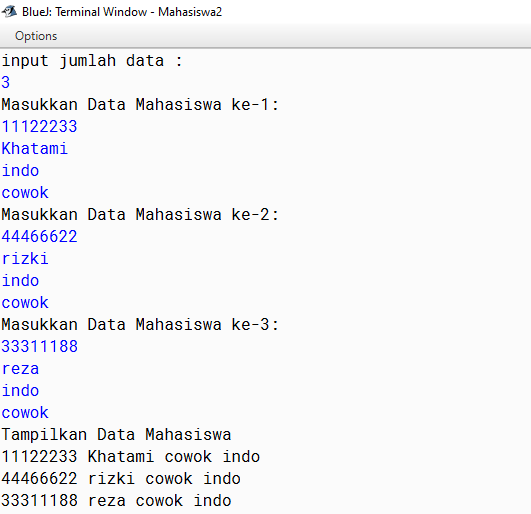 BlueJ: Terminal Window - Mahasiswa2
Options
input jumlah data :
3
Masukkan Data Mahasiswa ke-1:
11122233
Khatami
indo
cowok
Masukkan Data Mahasiswa ke-2:
44466622
rizki
indo
cowok
Masukkan Data Mahasiswa ke-3:
33311188
reza
indo
cowok
Tampilkan Data Mahasiswa
11122233 Khatami cowok indo
44466622 rizki cowok indo
33311188 reza cowok indo